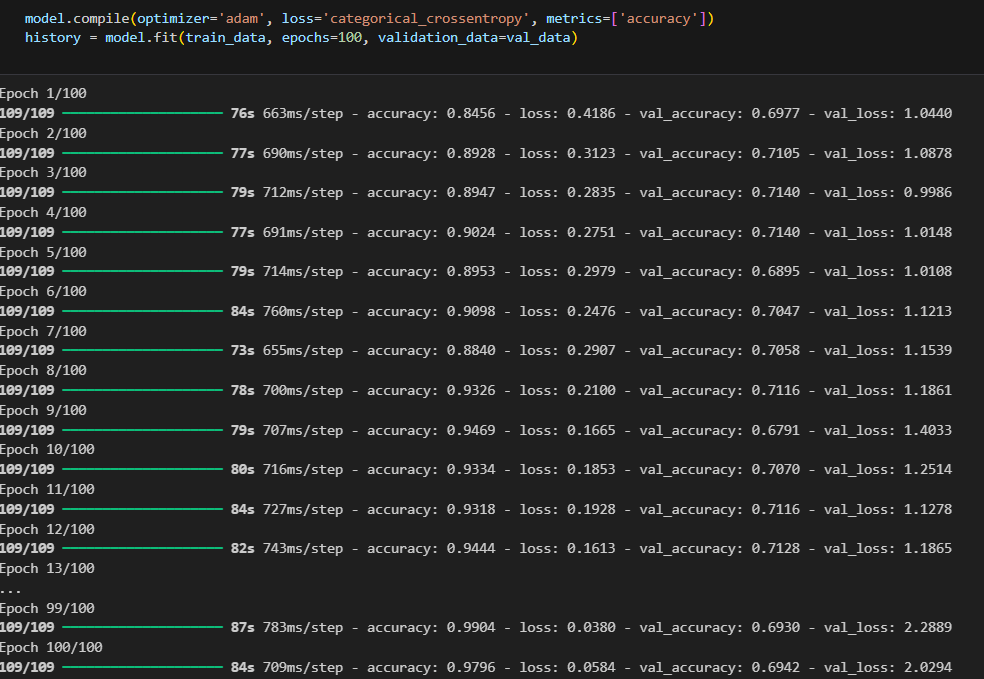 model.compile(optimizer='adam', loss='categorical_crossentropy', metrics=['accuracy'])
history = model.fit(train_data, epochs=100, validation_data=val_data)
Epoch 1/100
109/109 76s 663ms/step - accuracy: 0.8456 - loss: 0.4186 - val_accuracy: 0.6977 - val_loss: 1.0440
Epoch 2/100
109/109 77s 690ms/step - accuracy: 0.8928 - loss: 0.3123 - val_accuracy: 0.7105 - val_loss: 1.0878
Epoch 3/100
109/109 79s 712ms/step - accuracy: 0.8947 - loss: 0.2835 - val_accuracy: 0.7140 - val_loss: 0.9986
Epoch 4/100
109/109 77s 691ms/step - accuracy: 0.9024 - loss: 0.2751 - val_accuracy: 0.7140 - val_loss: 1.0148
Epoch 5/100
109/109 79s 714ms/step - accuracy: 0.8953 - loss: 0.2979 - val_accuracy: 0.6895 - val_loss: 1.0108
Epoch 6/100
109/109 84s 760ms/step - accuracy: 0.9098 - loss: 0.2476 - val_accuracy: 0.7047 - val_loss: 1.1213
Epoch 7/100
109/109 73s 655ms/step - accuracy: 0.8840 - loss: 0.2907 - val_accuracy: 0.7058 - val_loss: 1.1539
Epoch 8/100
109/109 78s 700ms/step - accuracy: 0.9326 - loss: 0.2100 - val_accuracy: 0.7116 - val_loss: 1.1861
Epoch 9/100
109/109 79s 707ms/step - accuracy: 0.9469 - loss: 0.1665 - val_accuracy: 0.6791 - val_loss: 1.4033
Epoch 10/100
109/109 80s 716ms/step - accuracy: 0.9334 - loss: 0.1853 - val_accuracy: 0.7070 - val_loss: 1.2514
Epoch 11/100
109/109 84s 727ms/step - accuracy: 0.9318 - loss: 0.1928 - val_accuracy: 0.7116 - val_loss: 1.1278
Epoch 12/100
109/109 82s 743ms/step - accuracy: 0.9444 - loss: 0.1613 - val_accuracy: 0.7128 - val_loss: 1.1865
Epoch 13/100
...
Epoch 99/100
109/109 87s 783ms/step - accuracy: 0.9904 - loss: 0.0380 - val_accuracy: 0.6930 - val_loss: 2.2889
Epoch 100/100
109/109 84s 709ms/step - accuracy: 0.9796 - loss: 0.0584 - val_accuracy: 0.6942 - val_loss: 2.0294